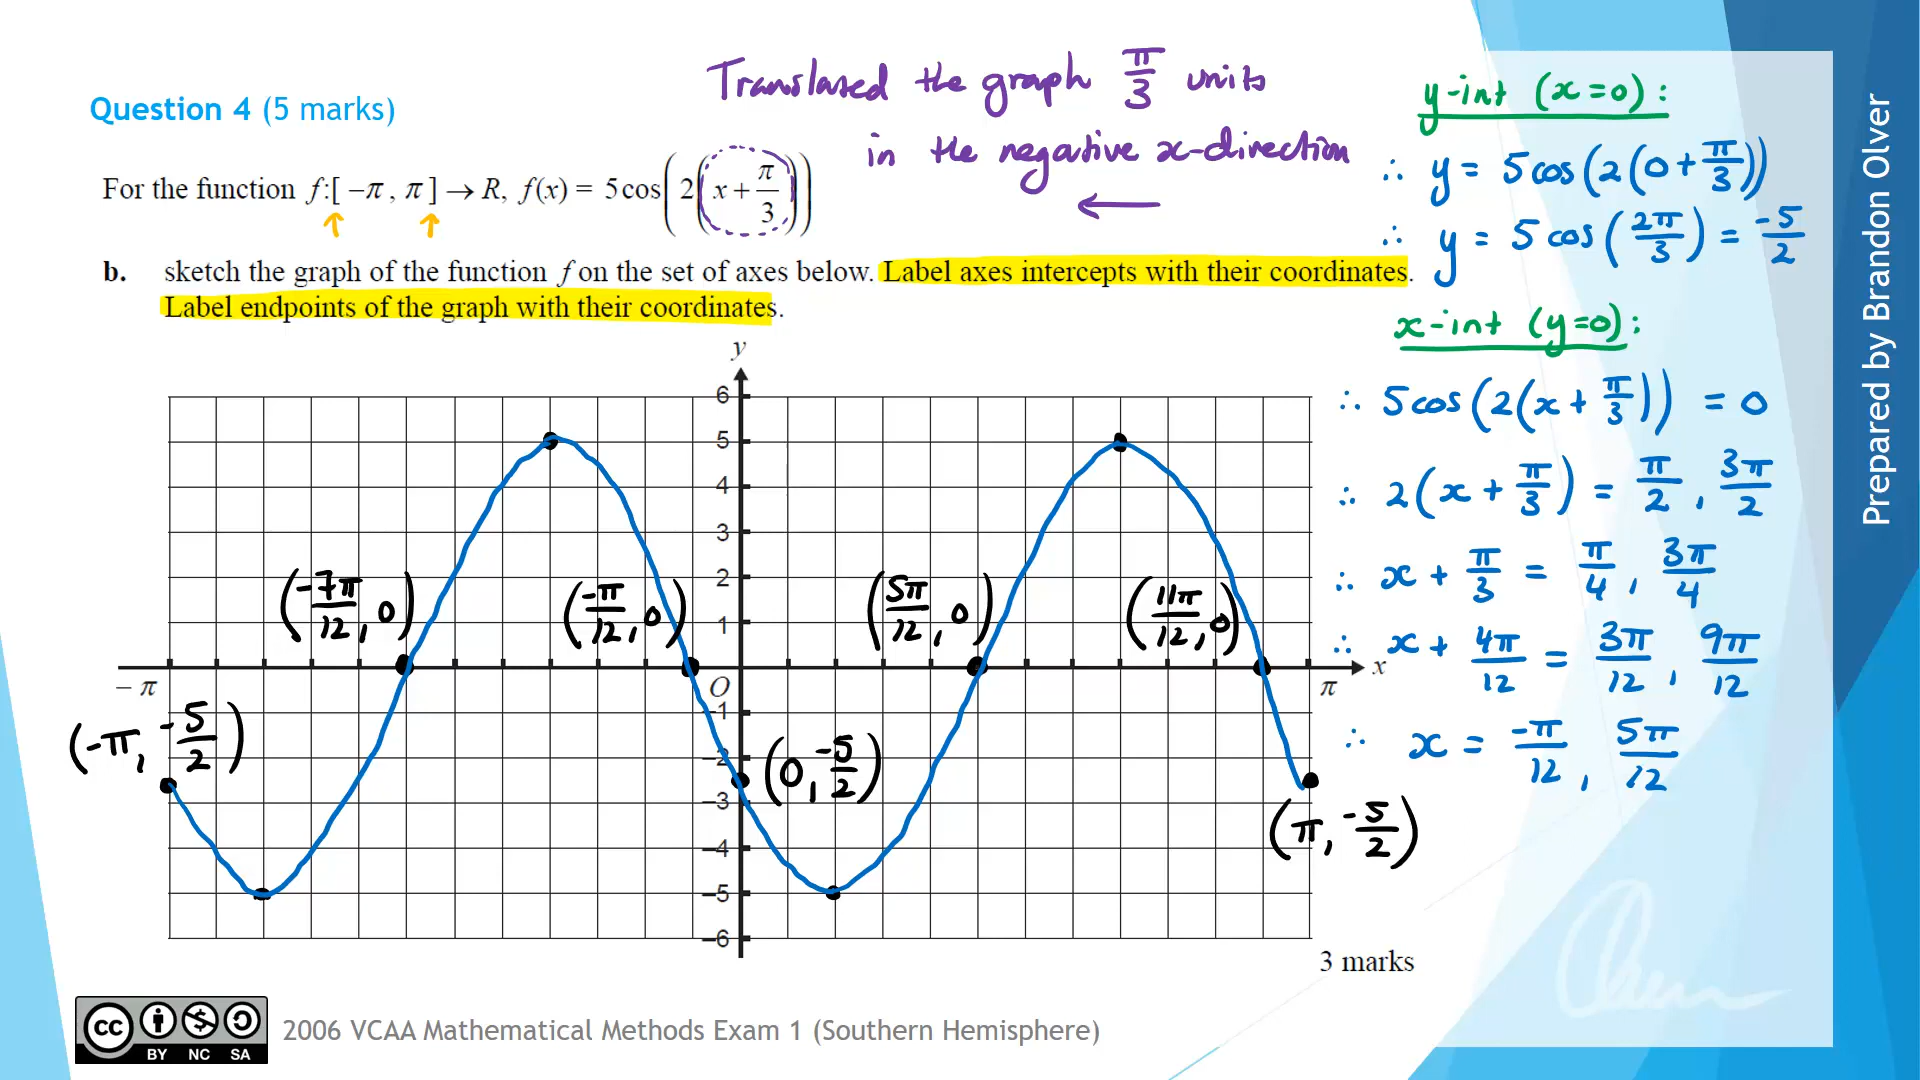 Question 4 (5 marks)
Translated the graph π/3 units
in the negative x-direction
←
For the function f:[ −π , π ] → R, f(x) = 5cos(2(x + π/3))
↑ ↑
b. sketch the graph of the function f on the set of axes below. Label axes intercepts with their coordinates.
Label endpoints of the graph with their coordinates.
y
6
5
4
3
2
1
O
−1
−2
−3
−4
−5
−6
−π
π
x
(-7π/12, 0)
(-π/12, 0)
(5π/12, 0)
(11π/12, 0)
(-π, -5/2)
(0, -5/2)
(π, -5/2)
3 marks
y-int (x=0):
∴ y = 5cos(2(0+π/3))
∴ y = 5 cos(2π/3) = -5/2
x-int (y=0):
∴ 5cos(2(x+π/3)) = 0
∴ 2(x+π/3) = π/2, 3π/2
∴ x + π/3 = π/4, 3π/4
∴ x + 4π/12 = 3π/12, 9π/12
∴ x = -π/12, 5π/12
Prepared by Brandon Olver
cc
BY NC SA
2006 VCAA Mathematical Methods Exam 1 (Southern Hemisphere)